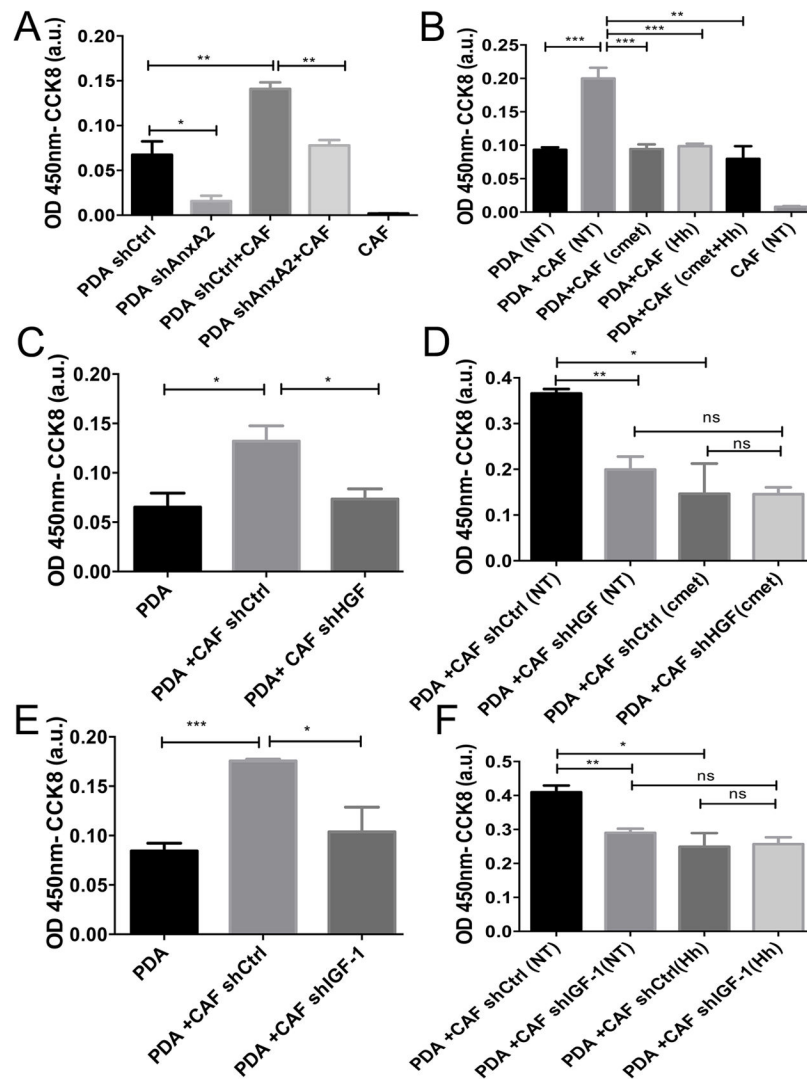 A
OD 450nm- CCK8 (a.u.)
0.20
0.15
0.10
0.05
0.00
**
**
*
PDA shCtrl
PDA shAnxA2
PDA shCtrl+CAF
PDA shAnxA2+CAF
CAF
B
OD 450nm- CCK8 (a.u.)
0.25
0.20
0.15
0.10
0.05
0.00
**
***
***
***
PDA (NT)
PDA +CAF (NT)
PDA+CAF (cmet)
PDA+CAF (Hh)
PDA+CAF (cmet+Hh)
CAF (NT)
C
OD 450nm- CCK8 (a.u.)
0.20
0.15
0.10
0.05
0.00
*
*
PDA
PDA +CAF shCtrl
PDA+ CAF shHGF
D
OD 450nm- CCK8 (a.u.)
0.4
0.3
0.2
0.1
0.0
*
**
ns
ns
PDA +CAF shCtrl (NT)
PDA +CAF shHGF (NT)
PDA +CAF shCtrl (cmet)
PDA +CAF shHGF(cmet)
E
OD 450nm- CCK8 (a.u.)
0.20
0.15
0.10
0.05
0.00
***
*
PDA
PDA +CAF shCtrl
PDA +CAF shIGF-1
F
OD 450nm- CCK8 (a.u.)
0.5
0.4
0.3
0.2
0.1
0.0
*
**
ns
ns
PDA +CAF shCtrl (NT)
PDA +CAF shIGF-1(NT)
PDA +CAF shCtrl(Hh)
PDA +CAF shIGF-1(Hh)